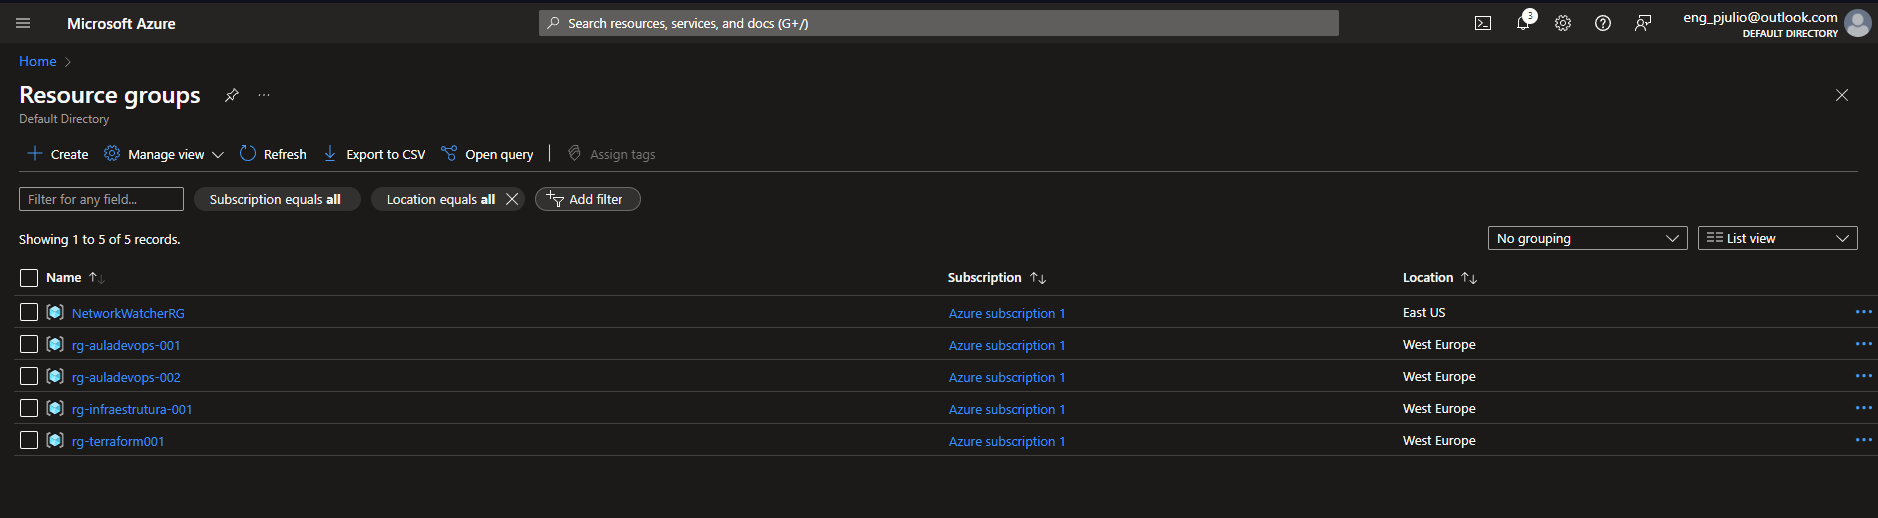 Microsoft Azure
Search resources, services, and docs (G+/)
3
eng_pjulio@outlook.com
DEFAULT DIRECTORY
Home
Resource groups
Default Directory
Create
Manage view
Refresh
Export to CSV
Open query
Assign tags
Filter for any field...
Subscription equals all
Location equals all
Add filter
Showing 1 to 5 of 5 records.
No grouping
List view
Name
Subscription
Location
NetworkWatcherRG
Azure subscription 1
East US
rg-auladevops-001
Azure subscription 1
West Europe
rg-auladevops-002
Azure subscription 1
West Europe
rg-infraestrutura-001
Azure subscription 1
West Europe
rg-terraform001
Azure subscription 1
West Europe